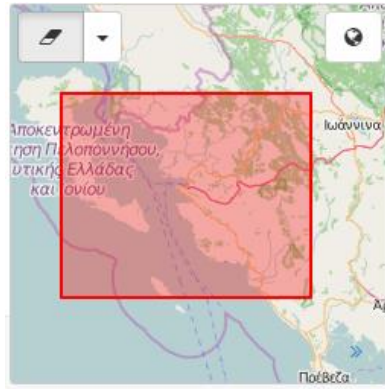 Ιωάννινα
Αποκεντρωμένη
ηση Πελοποννήσου,
υτικής Ελλάδας
και Ιονίου
Πρέβεζα